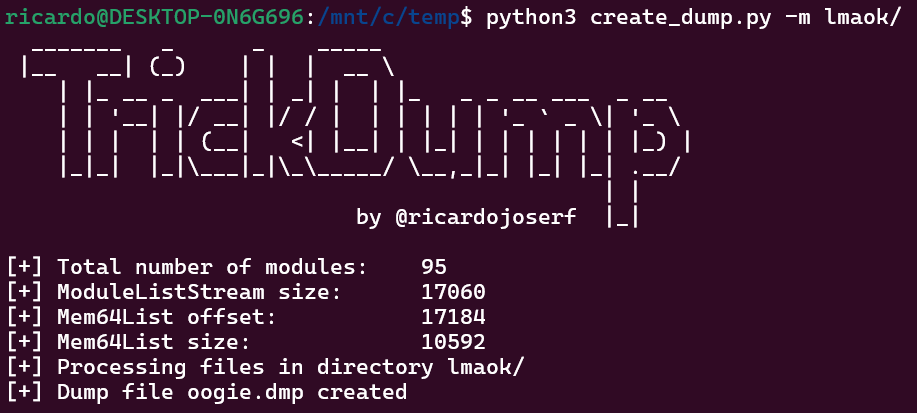 ricardo@DESKTOP-0N6G696:/mnt/c/temp$ python3 create_dump.py -m lmaok/
TrickDump
by @ricardojoserf
[+] Total number of modules: 95
[+] ModuleListStream size: 17060
[+] Mem64List offset: 17184
[+] Mem64List size: 10592
[+] Processing files in directory lmaok/
[+] Dump file oogie.dmp created